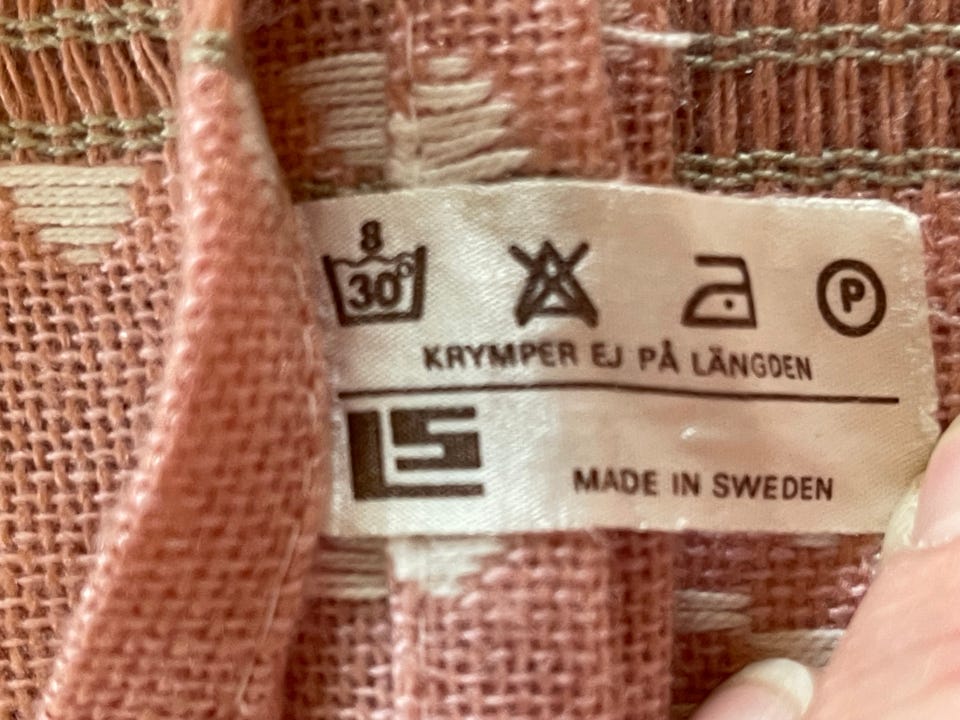 8
30°
P
KRYMPER EJ PÅ LÄNGDEN
LS
MADE IN SWEDEN